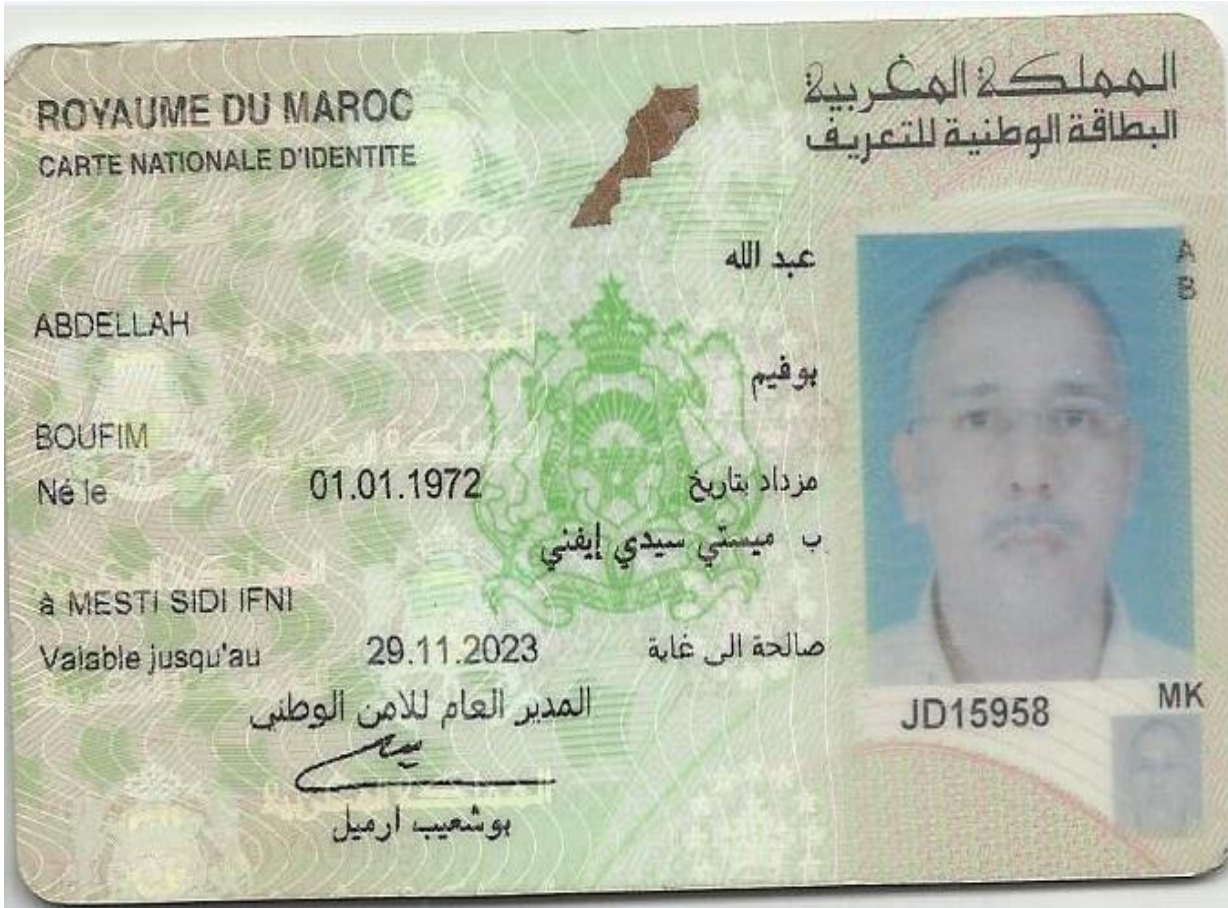 ROYAUME DU MAROC
المملكة المغربية
CARTE NATIONALE D'IDENTITE
البطاقة الوطنية للتعريف
عبد الله
A
B
ABDELLAH
بوفيم
BOUFIM
Né le 01.01.1972 مزداد بتاريخ
ب ميستي سيدي إيفني
à MESTI SIDI IFNI
Valable jusqu'au 29.11.2023 صالحة الى غاية
المدير العام للامن الوطني
JD15958
MK
بوشعيب ارميل